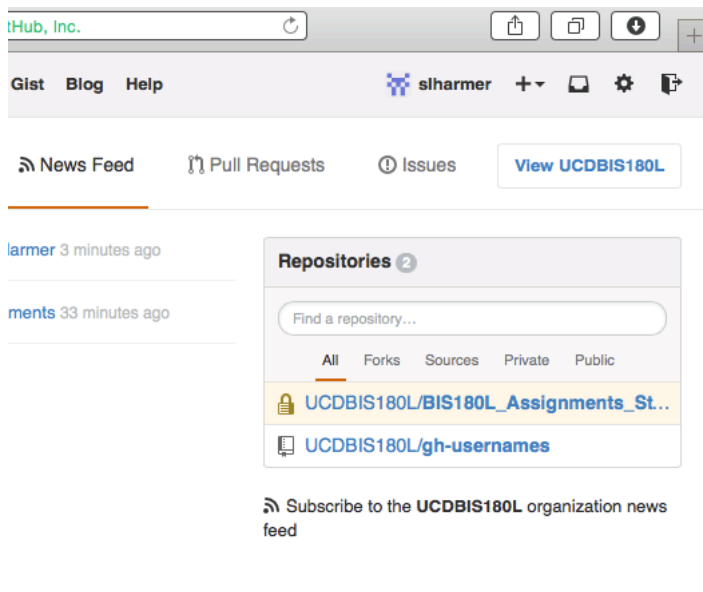 tHub, Inc.
Gist Blog Help slharmer
News Feed Pull Requests Issues View UCDBIS180L
larmer 3 minutes ago
ments 33 minutes ago
Repositories 2
Find a repository...
All Forks Sources Private Public
UCDBIS180L/BIS180L_Assignments_St...
UCDBIS180L/gh-usernames
Subscribe to the UCDBIS180L organization news
feed